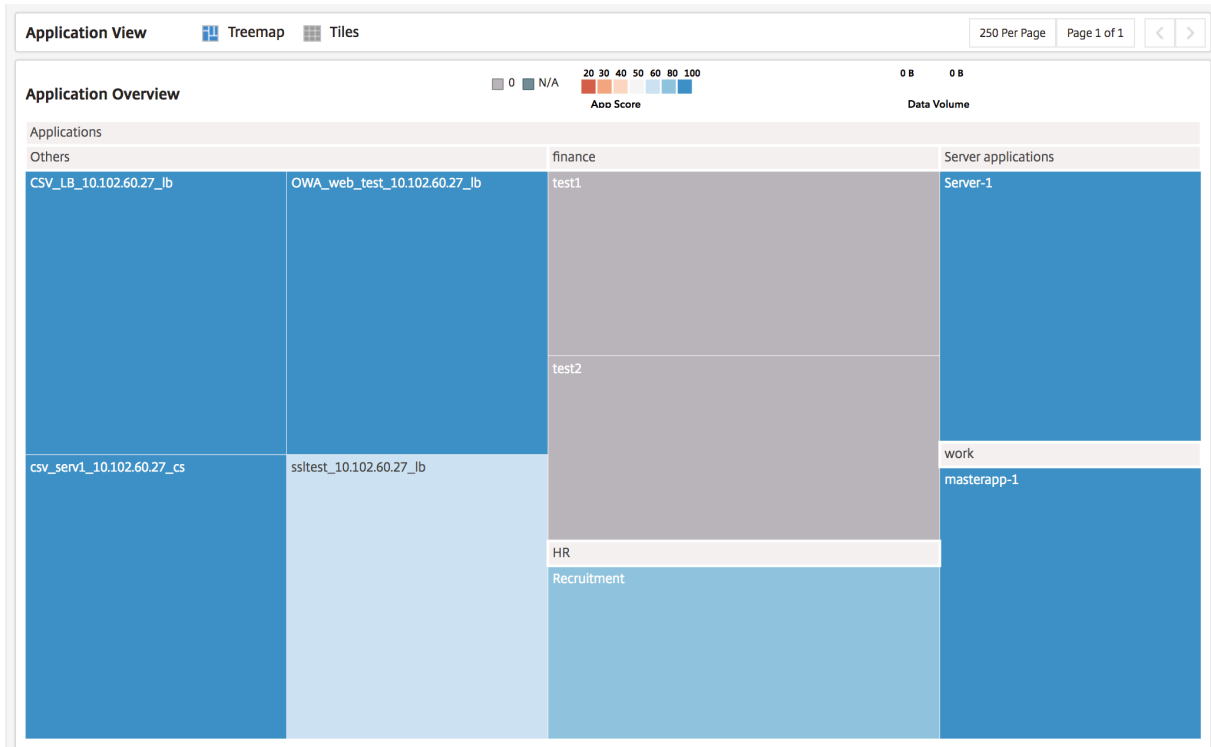 Application View Treemap Tiles 250 Per Page Page 1 of 1
0 N/A 20 30 40 50 60 80 100 0 B 0 B
Application Overview
App Score Data Volume
Applications
Others finance Server applications
CSV_LB_10.102.60.27_lb OWA_web_test_10.102.60.27_lb test1 Server-1
test2
work
csv_serv1_10.102.60.27_cs ssltest_10.102.60.27_lb masterapp-1
HR
Recruitment